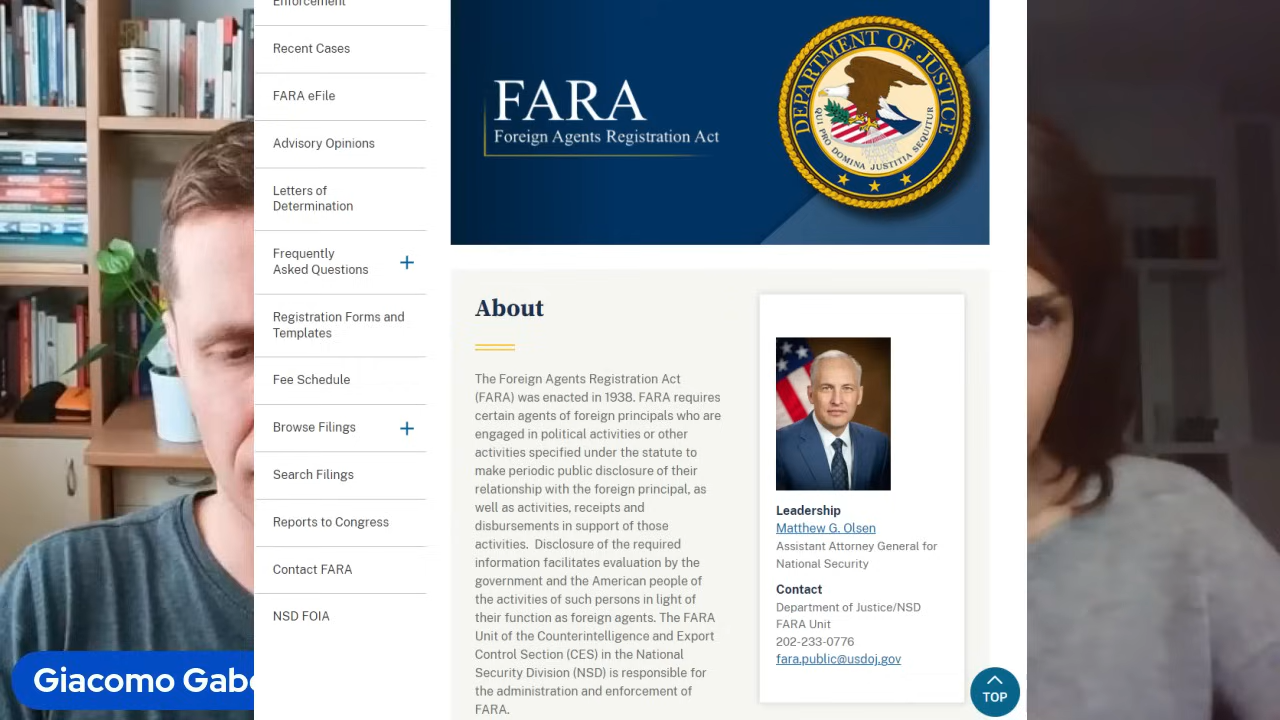 Enforcement
Recent Cases
FARA eFile
Advisory Opinions
Letters of
Determination
Frequently
Asked Questions
Registration Forms and
Templates
Fee Schedule
Browse Filings
Search Filings
Reports to Congress
Contact FARA
NSD FOIA
FARA
Foreign Agents Registration Act
DEPARTMENT OF JUSTICE
QUI PRO DOMINA JUSTITIA SEQUITUR
About
The Foreign Agents Registration Act
(FARA) was enacted in 1938. FARA requires
certain agents of foreign principals who are
engaged in political activities or other
activities specified under the statute to
make periodic public disclosure of their
relationship with the foreign principal, as
well as activities, receipts and
disbursements in support of those
activities.  Disclosure of the required
information facilitates evaluation by the
government and the American people of
the activities of such persons in light of
their function as foreign agents. The FARA
Unit of the Counterintelligence and Export
Control Section (CES) in the National
Security Division (NSD) is responsible for
the administration and enforcement of
FARA.
Leadership
Matthew G. Olsen
Assistant Attorney General for
National Security
Contact
Department of Justice/NSD
FARA Unit
202-233-0776
fara.public@usdoj.gov
TOP
Giacomo